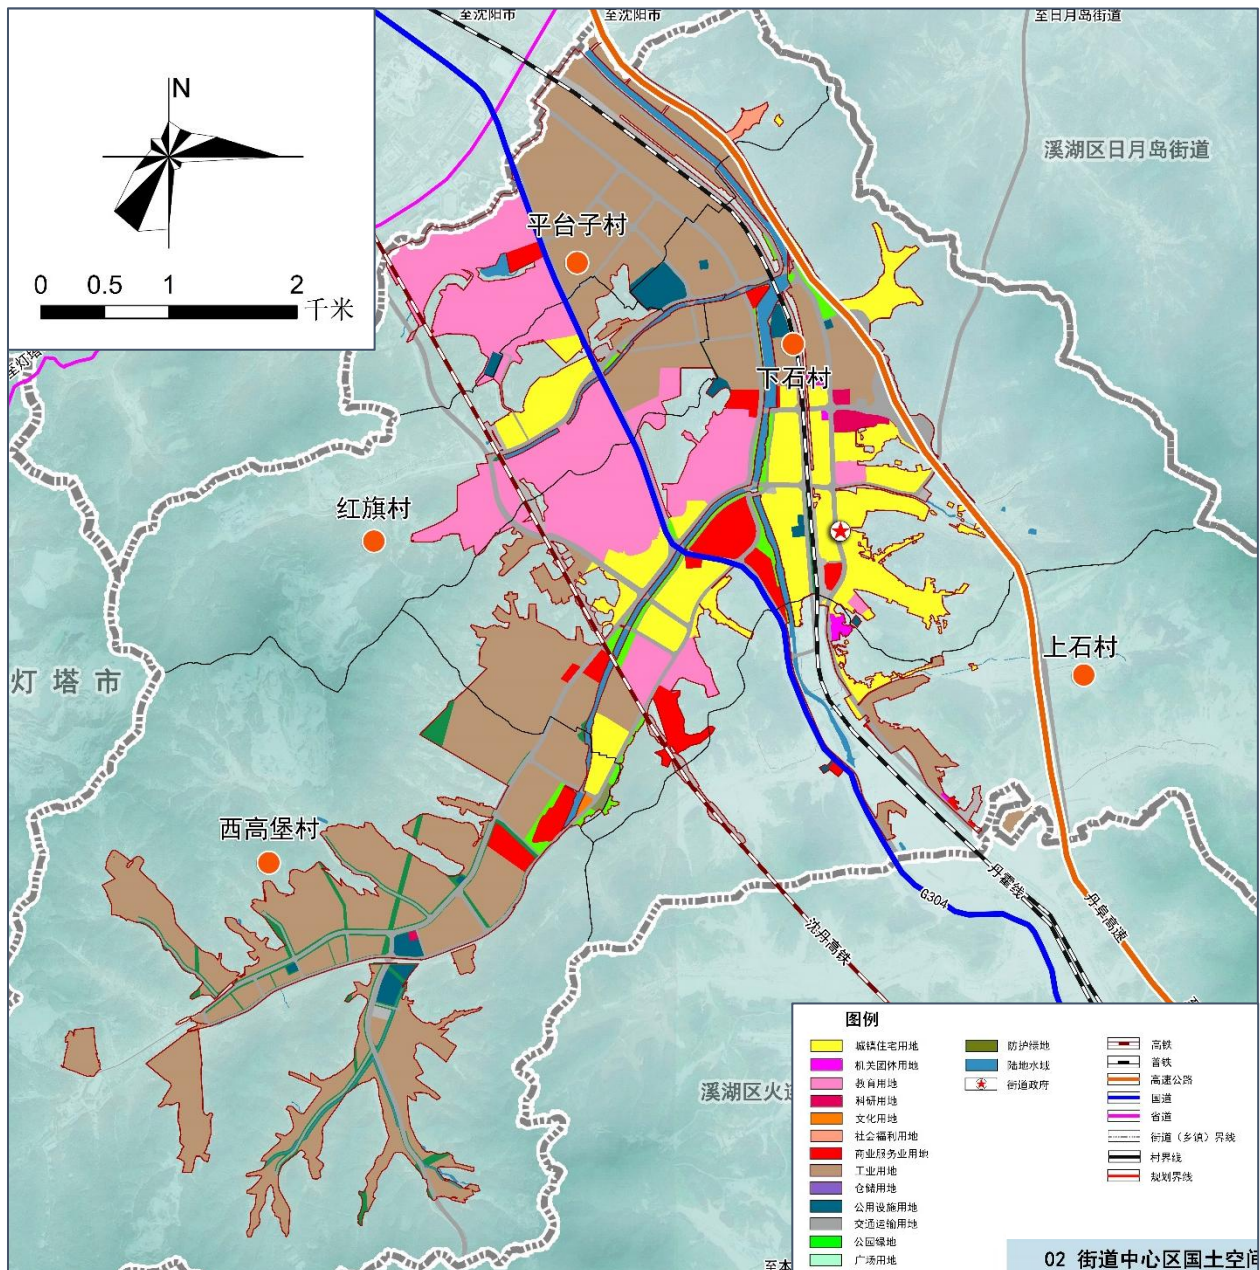 至沈阳市
至沈阳市
至日月岛街道
N
0 0.5 1 2
千米
溪湖区日月岛街道
平台子村
至灯塔
下石村
红旗村
灯塔市
上石村
西高堡村
G304
丹霍线
丹阜高速
沈丹高铁
溪湖区火连
图例
城镇住宅用地
机关团体用地
教育用地
科研用地
文化用地
社会福利用地
商业服务业用地
工业用地
仓储用地
公用设施用地
交通运输用地
公园绿地
广场用地
防护绿地
陆地水域
街道政府
高铁
普铁
高速公路
国道
省道
街道（乡镇）界线
村界线
规划界线
至本
02 街道中心区国土空间